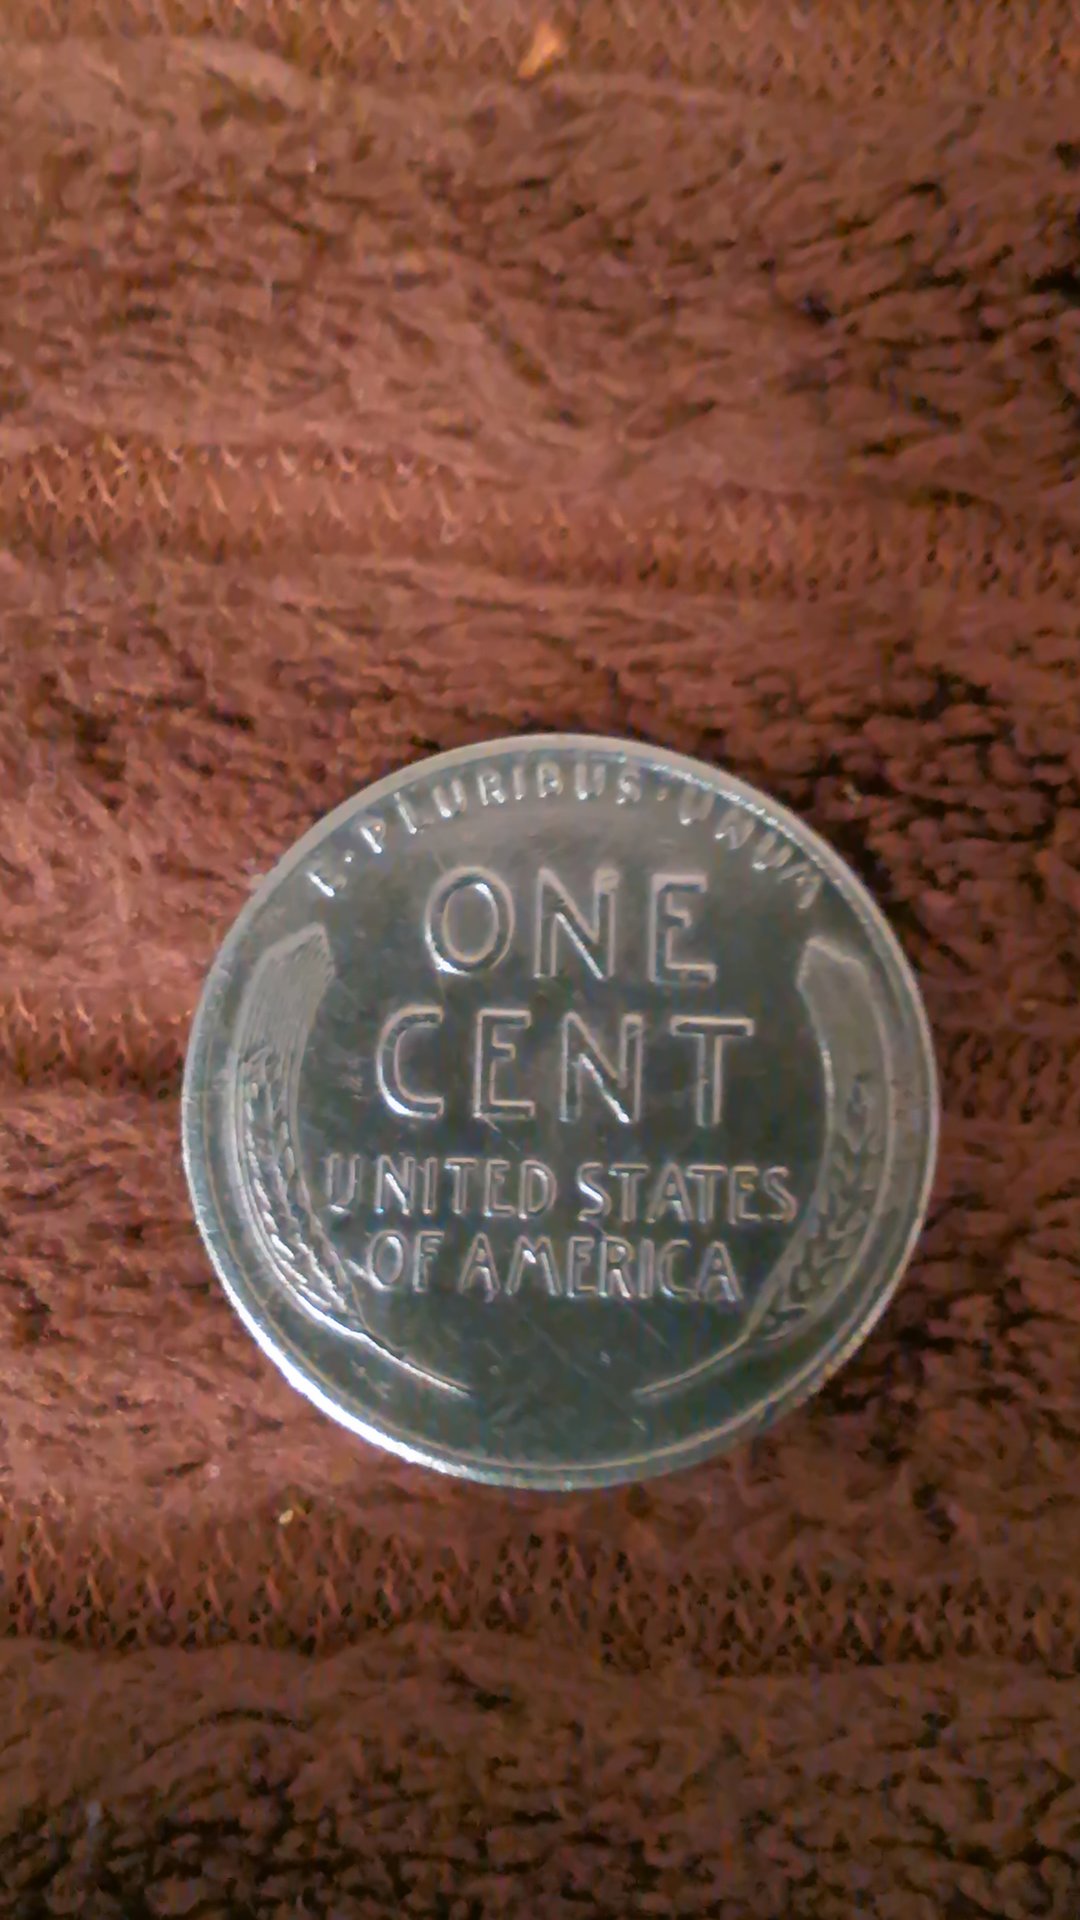 E·PLURIBUS·UNUM
ONE
CENT
UNITED STATES
OF AMERICA